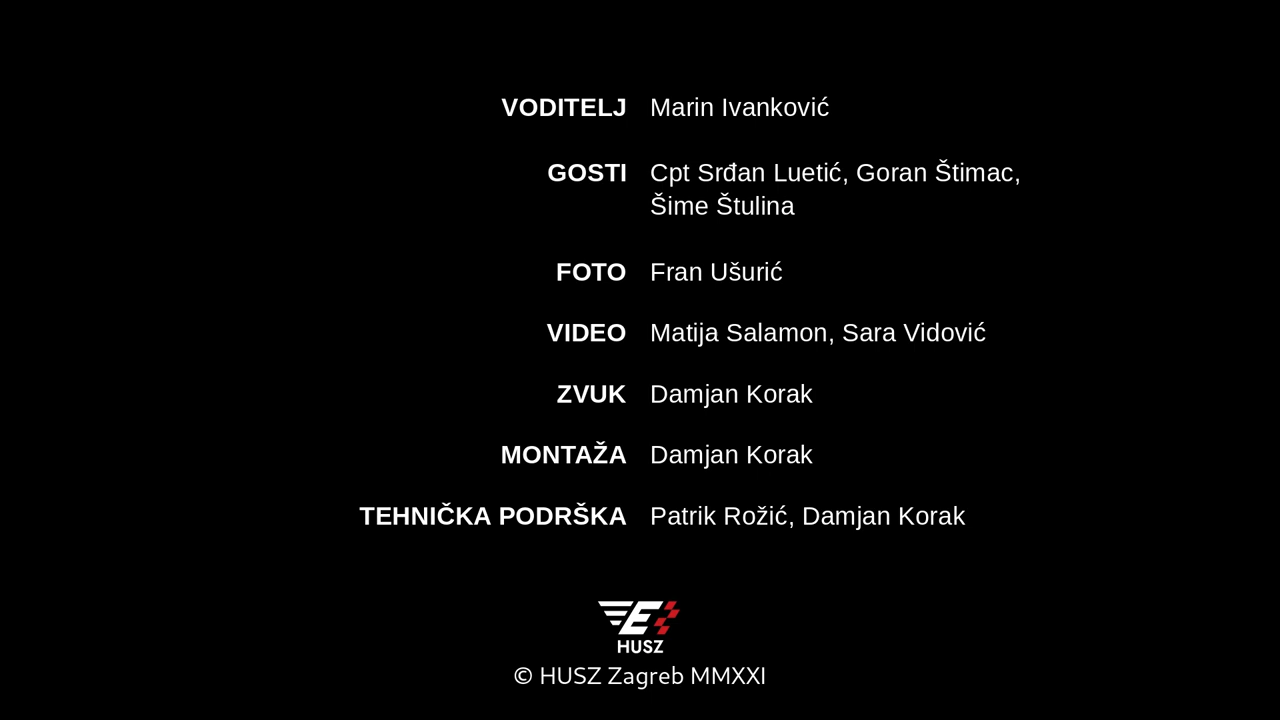 VODITELJ Marin Ivanković
GOSTI Cpt Srđan Luetić, Goran Štimac,
Šime Štulina
FOTO Fran Ušurić
VIDEO Matija Salamon, Sara Vidović
ZVUK Damjan Korak
MONTAŽA Damjan Korak
TEHNIČKA PODRŠKA Patrik Rožić, Damjan Korak
E
HUSZ
© HUSZ Zagreb MMXXI